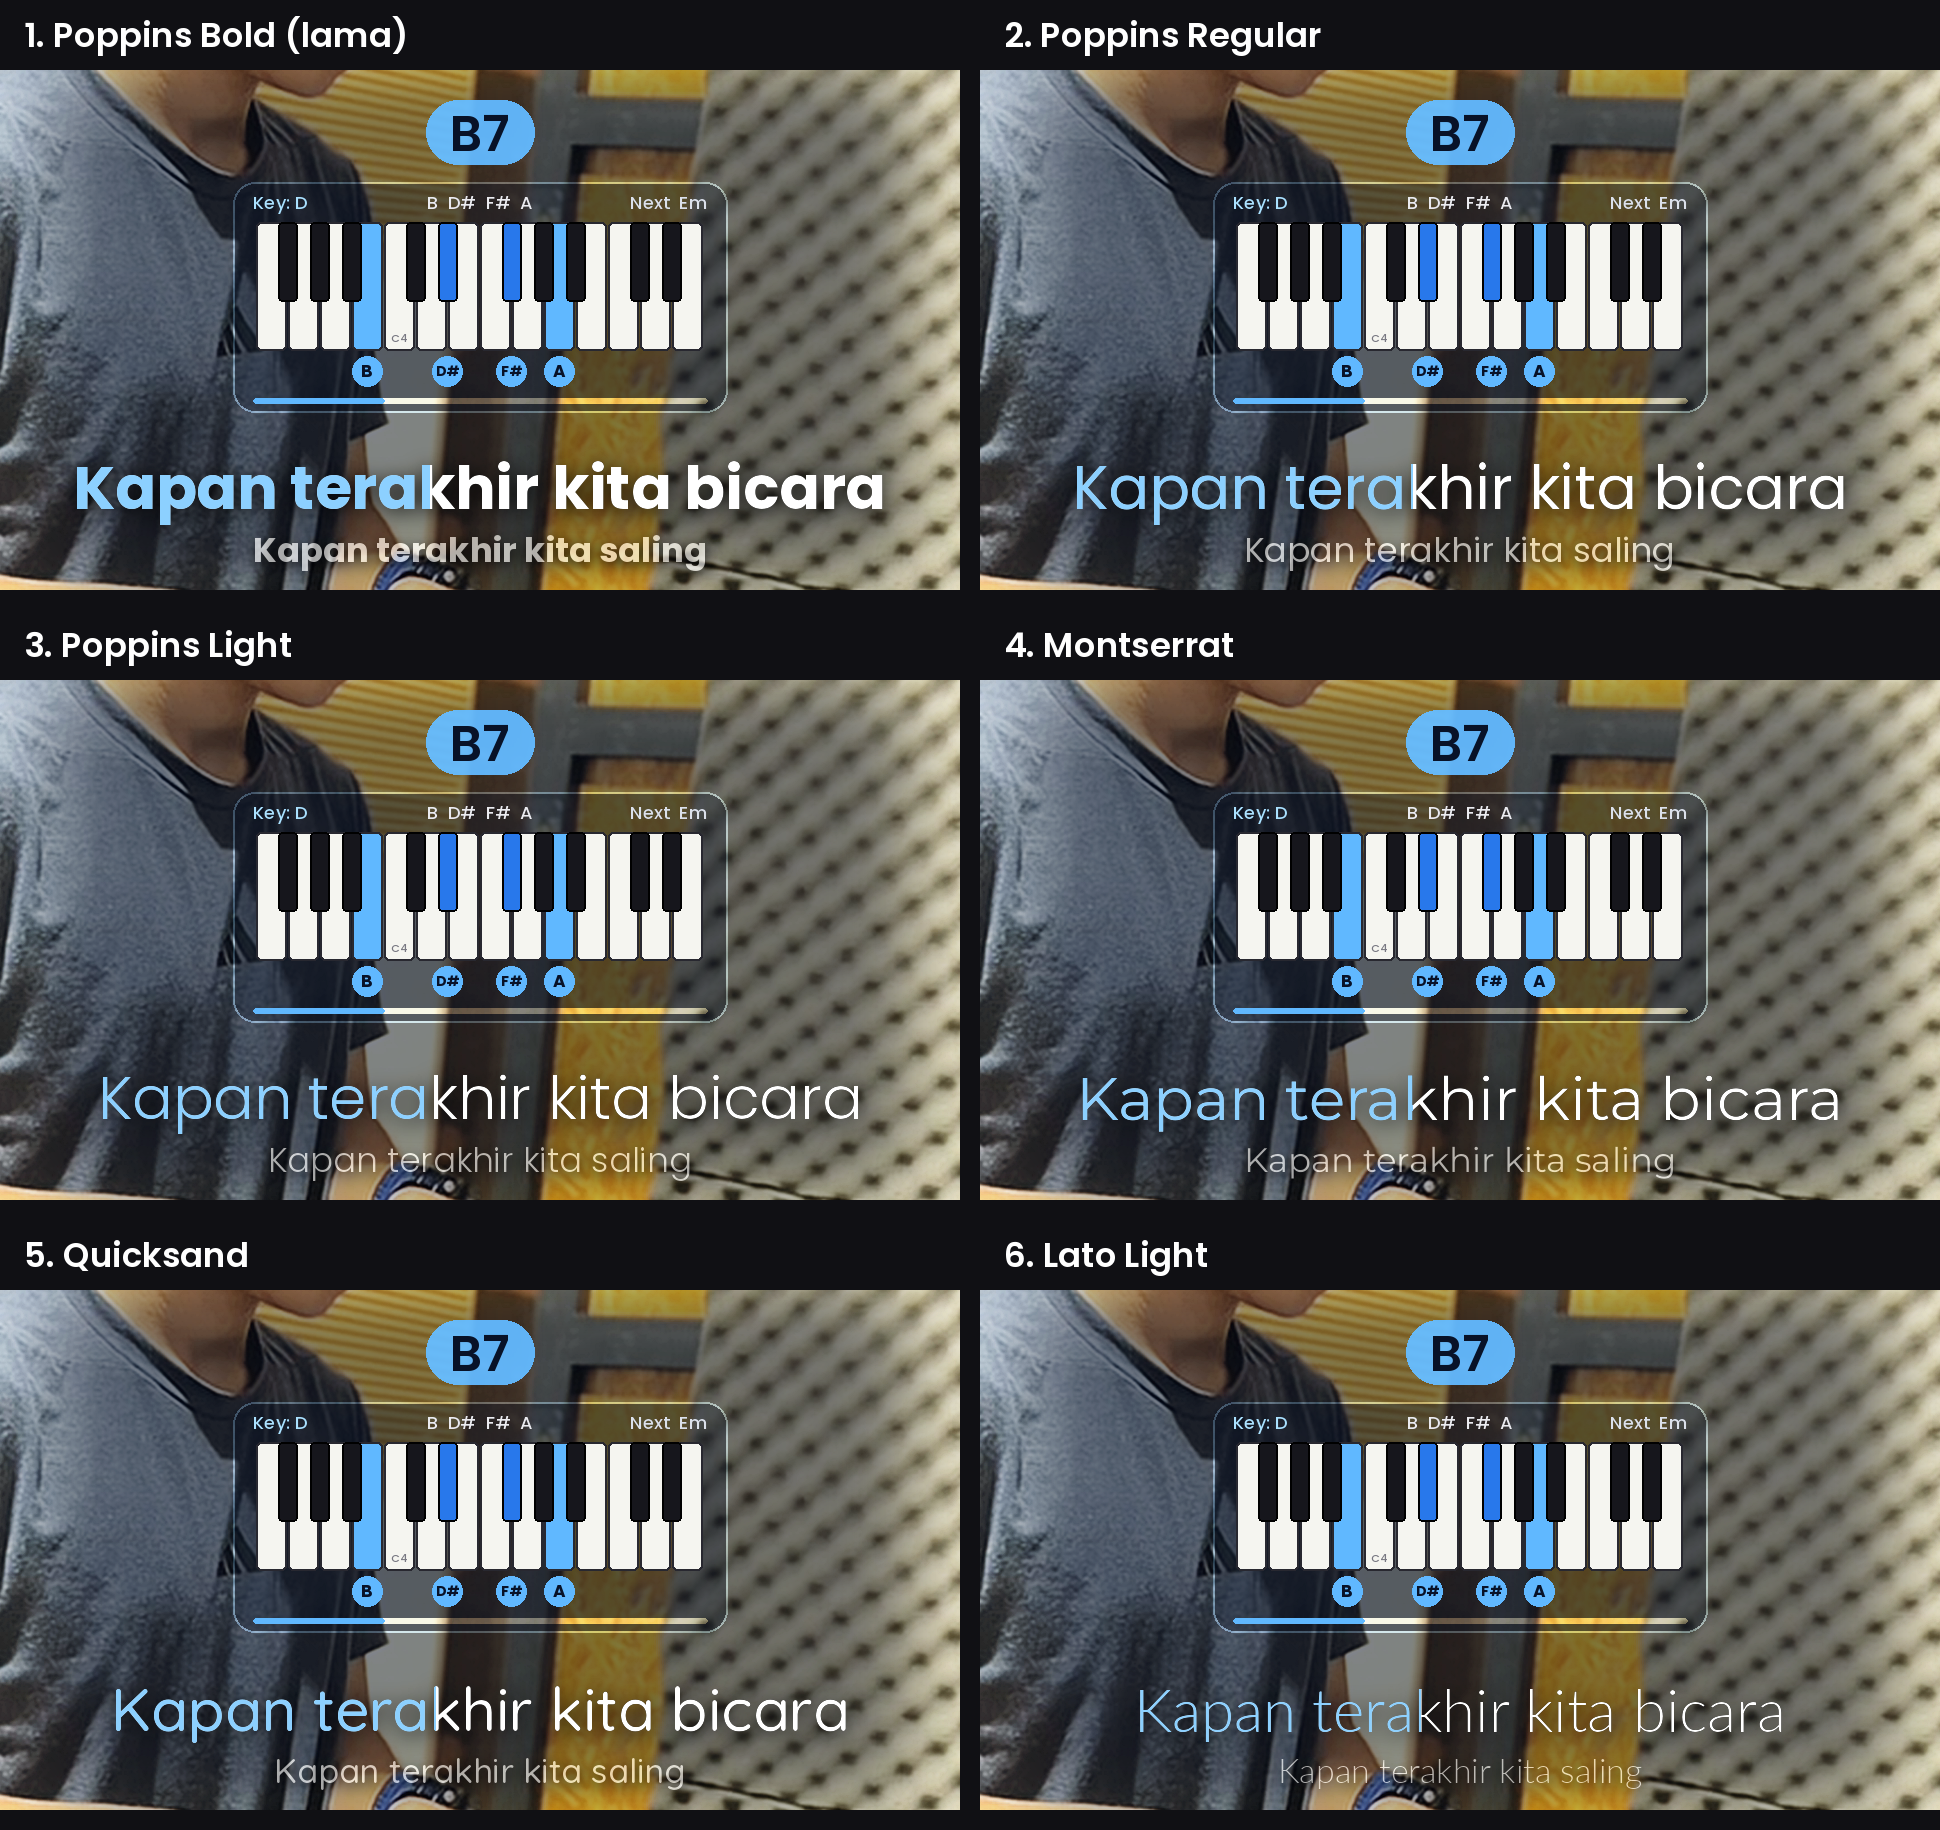 1. Poppins Bold (lama)
B7
Key: D B D# F# A Next Em
C4
B D# F# A
Kapan terakhir kita bicara
Kapan terakhir kita saling
2. Poppins Regular
B7
Key: D B D# F# A Next Em
C4
B D# F# A
Kapan terakhir kita bicara
Kapan terakhir kita saling
3. Poppins Light
B7
Key: D B D# F# A Next Em
C4
B D# F# A
Kapan terakhir kita bicara
Kapan terakhir kita saling
4. Montserrat
B7
Key: D B D# F# A Next Em
C4
B D# F# A
Kapan terakhir kita bicara
Kapan terakhir kita saling
5. Quicksand
B7
Key: D B D# F# A Next Em
C4
B D# F# A
Kapan terakhir kita bicara
Kapan terakhir kita saling
6. Lato Light
B7
Key: D B D# F# A Next Em
C4
B D# F# A
Kapan terakhir kita bicara
Kapan terakhir kita saling